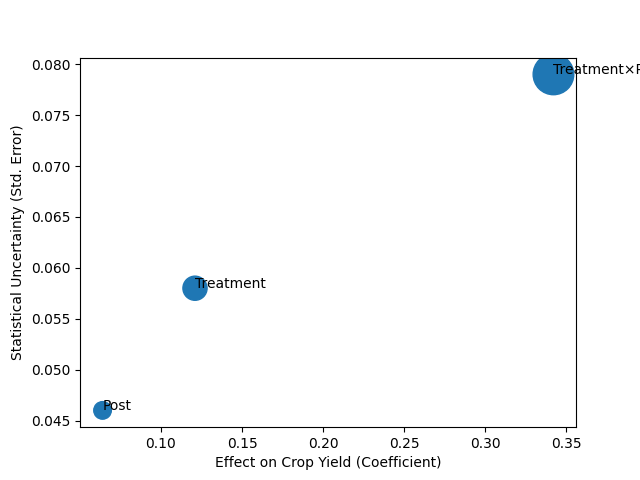 0.080
0.075
0.070
0.065
0.060
0.055
0.050
0.045
Statistical Uncertainty (Std. Error)
Treatment×P
Treatment
Post
0.10 0.15 0.20 0.25 0.30 0.35
Effect on Crop Yield (Coefficient)